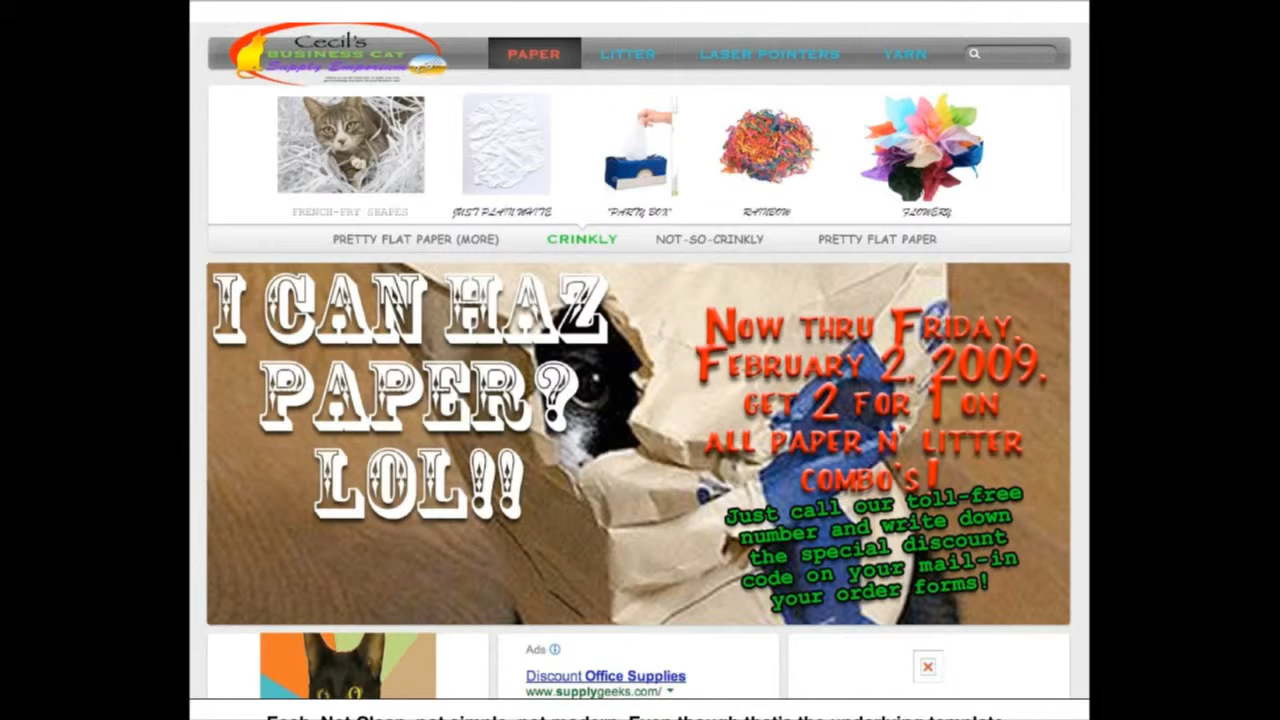 Cecil's
BUSINESS CAT
Supply Emporium
PAPER LITTER LASER POINTERS YARN
FRENCH-FRY SHAPES JUST PLAIN WHITE "PARTY BOX" RAINBOW FLOWERY
PRETTY FLAT PAPER (MORE) CRINKLY NOT-SO-CRINKLY PRETTY FLAT PAPER
I CAN HAZ
PAPER?
LOL!!
NOW THRU FRIDAY,
FEBRUARY 2, 2009.
GET 2 FOR 1 ON
ALL PAPER N' LITTER
COMBO'S!
Just call our toll-free
number and write down
the special discount
code on your mail-in
your order forms!
Ads
Discount Office Supplies
www.supplygeeks.com/